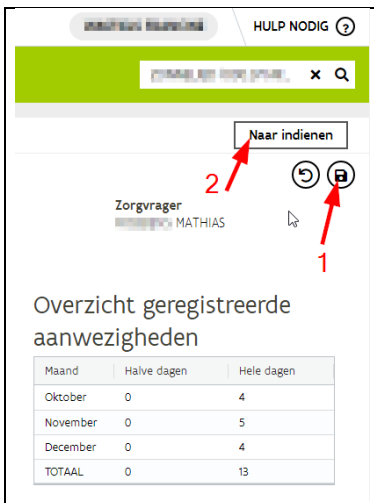 HULP NODIG ?
Naar indienen
2
Zorgvrager
MATHIAS
1
Overzicht geregistreerde
aanwezigheden
Maand Halve dagen Hele dagen
Oktober 0 4
November 0 5
December 0 4
TOTAAL 0 13